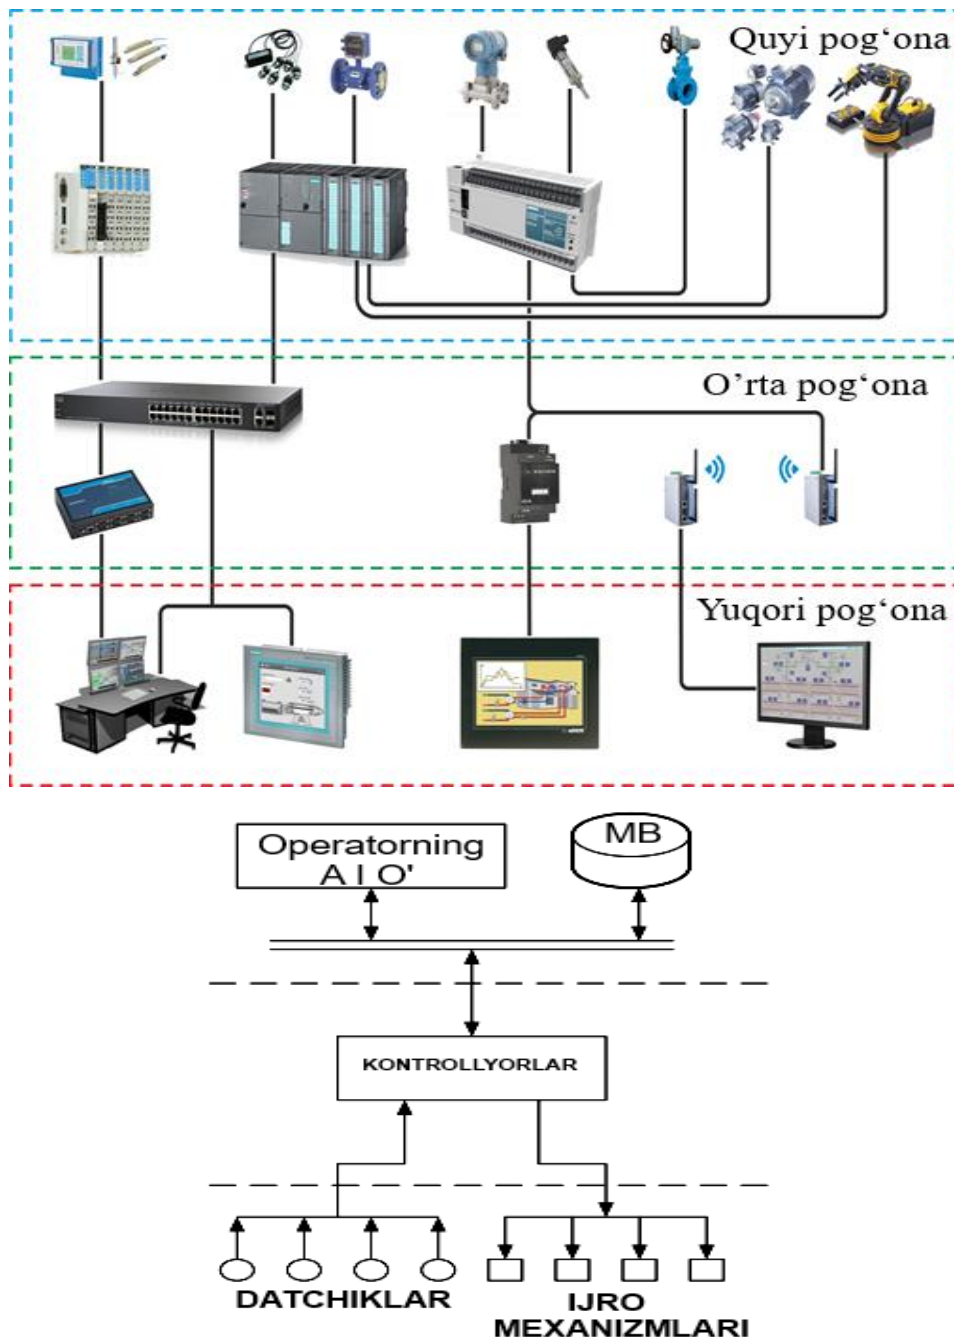 Quyi pog‘ona
O’rta pog‘ona
Yuqori pog‘ona
Operatorning
A I O'
MB
KONTROLLYORLAR
DATCHIKLAR
IJRO
MEXANIZMLARI